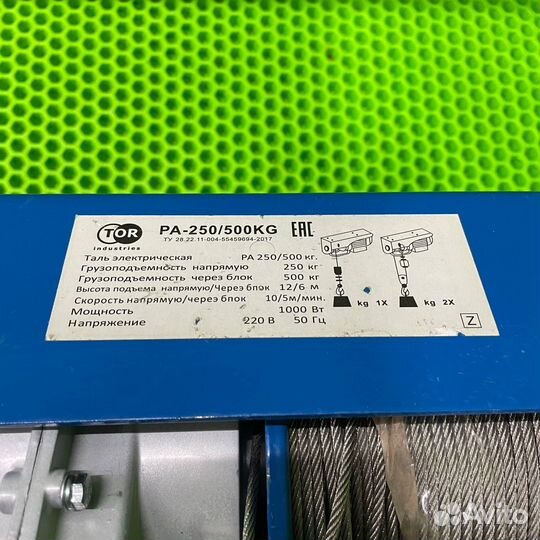 TOR
industries
PA-250/500KG EAC
ТУ 28.22.11-004-55459694-2017
Таль электрическая PA 250/500 кг.
Грузоподъемность напрямую 250 кг
Грузоподъемность через блок 500 кг
Высота подъема напрямую/Через блок 12/6 м
Скорость напрямую/через блок 10/5м/мин.
Мощность 1000 Вт
Напряжение 220 В 50 Гц
kg 1X kg 2X
Z
Avito